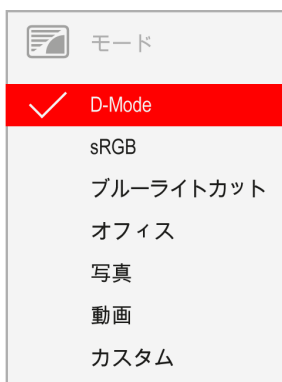 モード
D-Mode
sRGB
ブルーライトカット
オフィス
写真
動画
カスタム